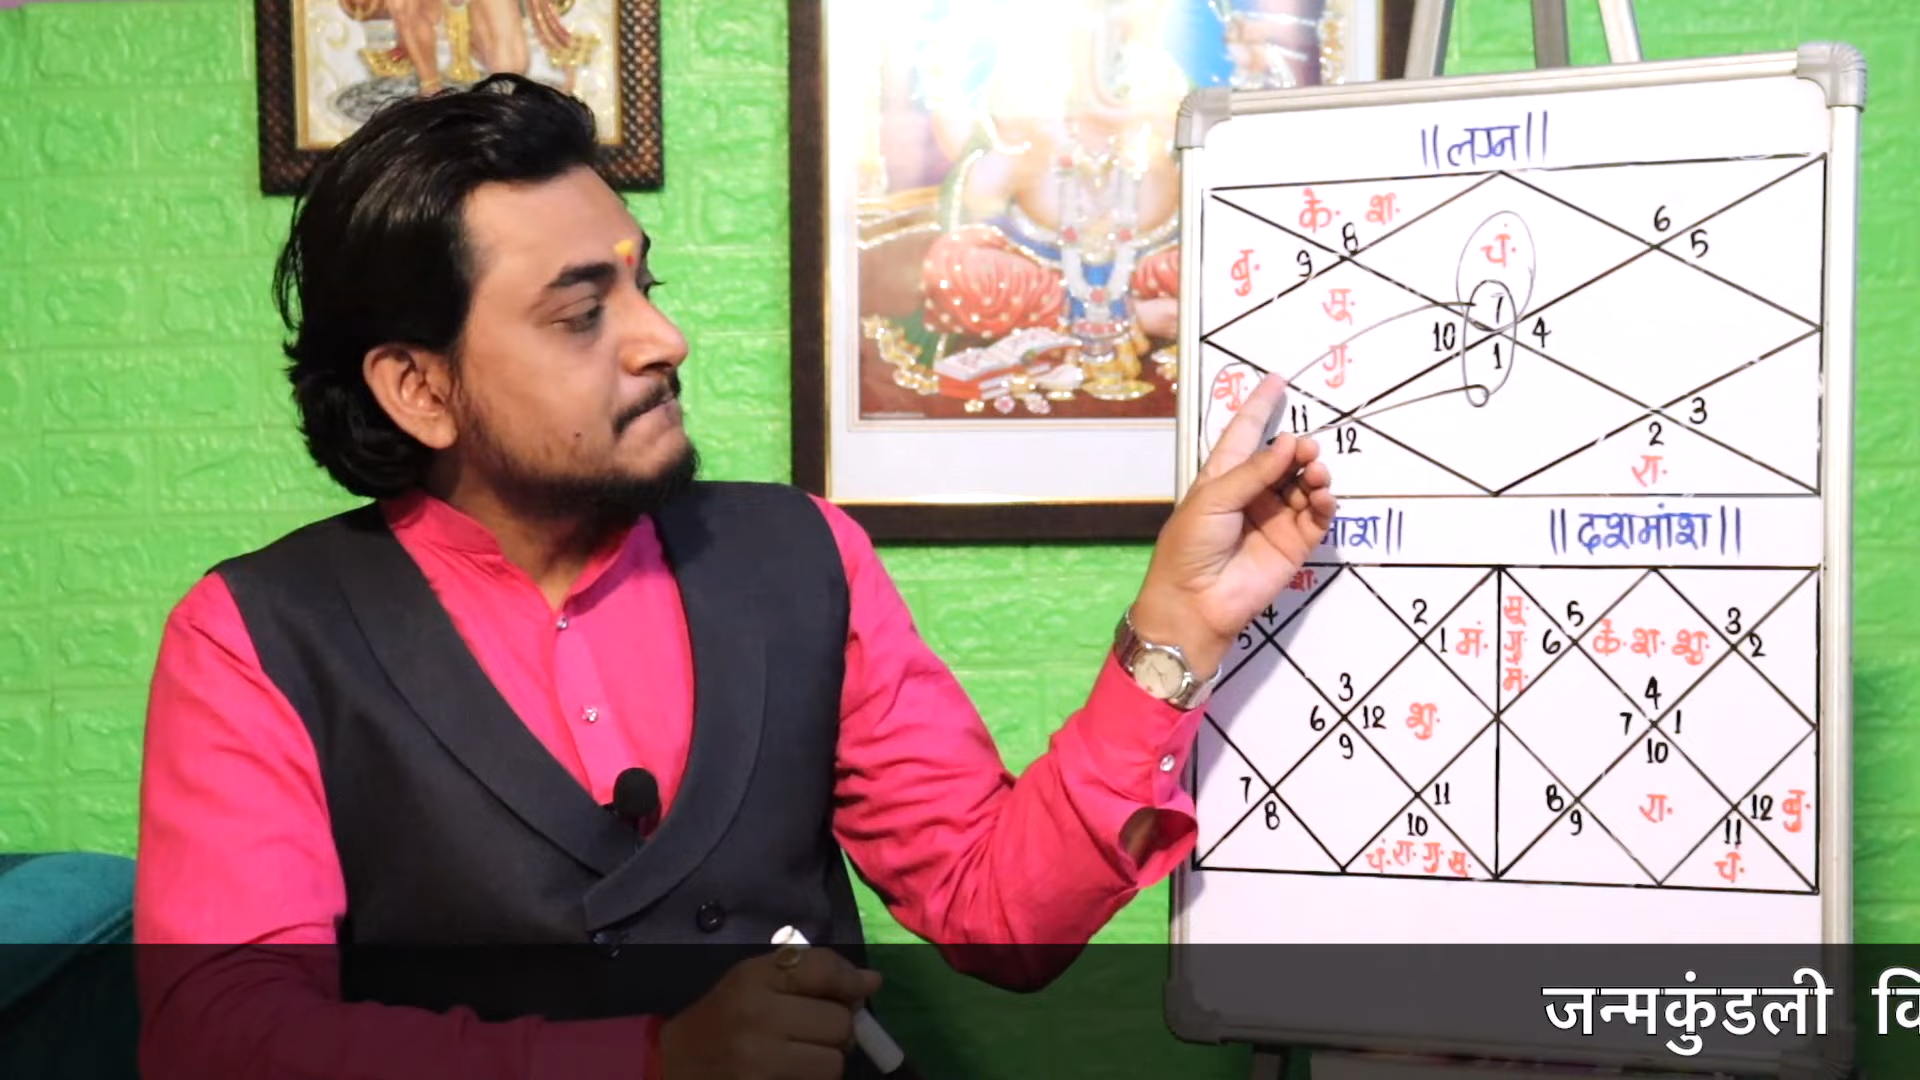 ॥लग्न॥
के. श.
6
8
5
चं.
बु. 9
सू.
7
10 4
1
गु.
शु.
11
3
12
2
रा.
॥दशमांश॥
श.
4 2
5 1 मं.
3
6 12 शु.
9
7 11
8 10
चं. रा. गु. सू.
सू. 5 3
गु. 6 के. श. शु. 2
मं.
4
7 1
10
8 रा. 12 बु.
9 11
चं.
जन्मकुंडली